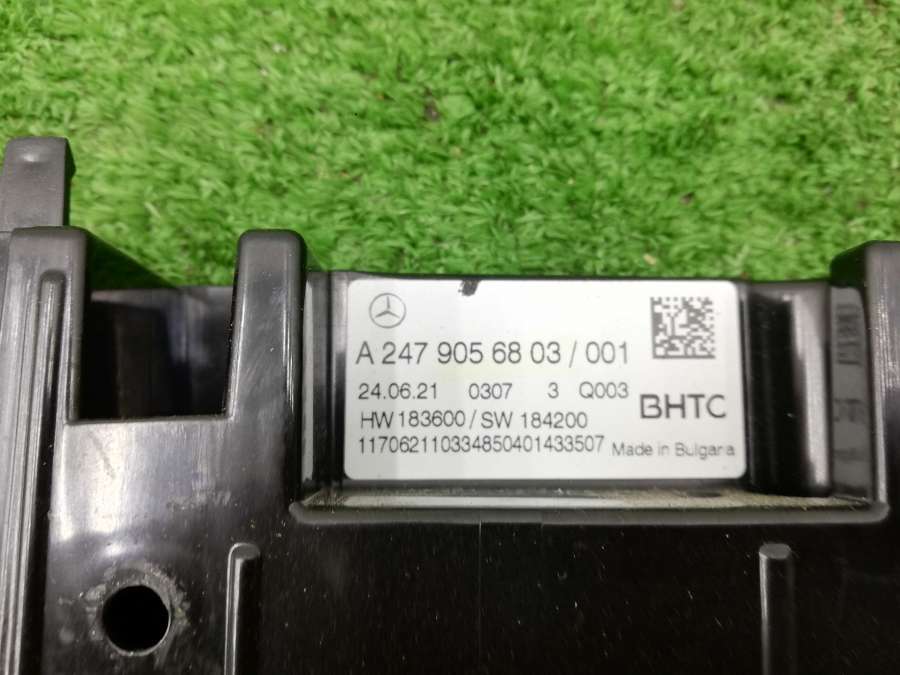 A 247 905 68 03 / 001
24.06.21 0307 3 Q003
HW 183600 / SW 184200
BHTC
117062110334850401433507 Made in Bulgaria